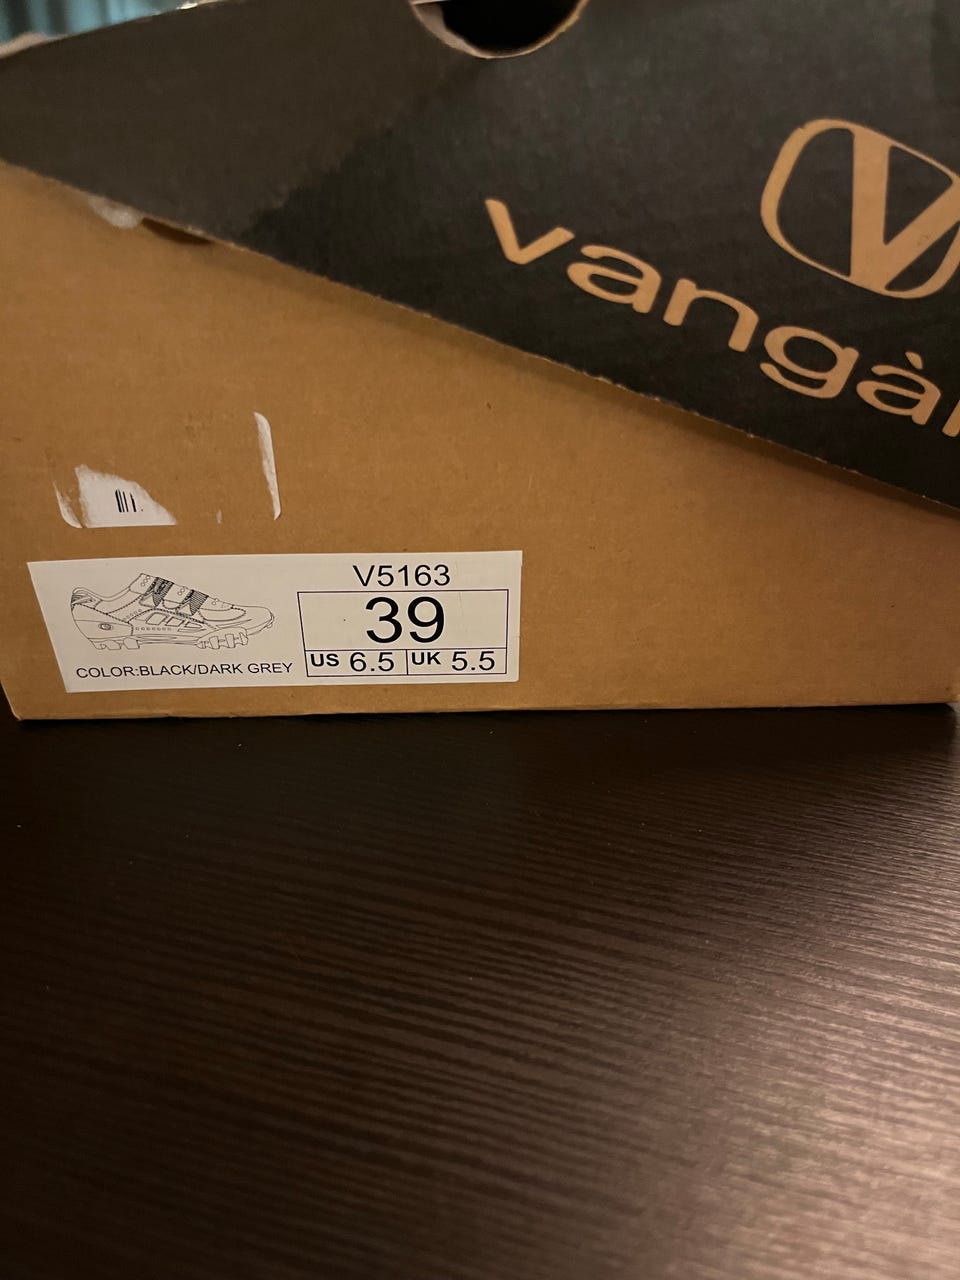 V
vangà
V5163
39
US 6.5 UK 5.5
COLOR:BLACK/DARK GREY